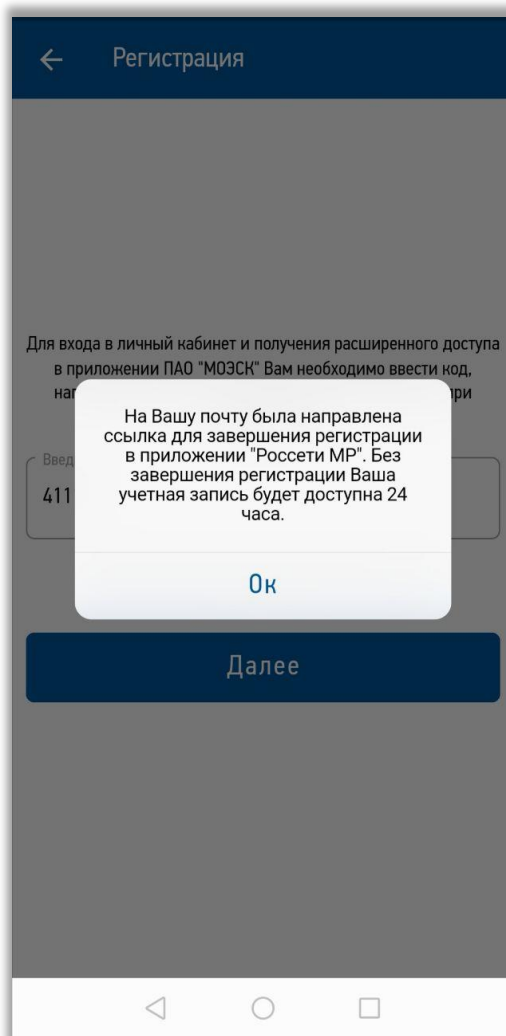 Регистрация
Для входа в личный кабинет и получения расширенного доступа
в приложении ПАО "МОЭСК" Вам необходимо ввести код,
На Вашу почту была направлена
ссылка для завершения регистрации
в приложении "Россети МР". Без
завершения регистрации Ваша
учетная запись будет доступна 24
часа.
411
Ок
Далее